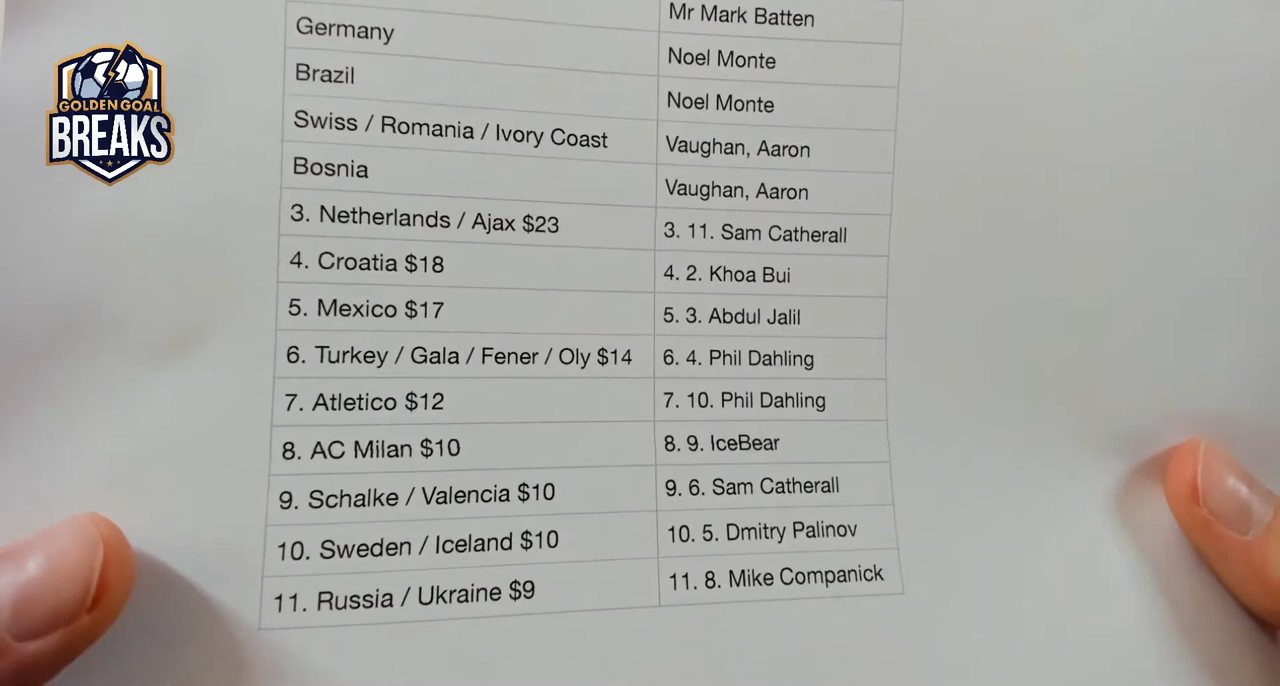 GOLDEN GOAL
BREAKS
Mr Mark Batten
Germany Noel Monte
Brazil Noel Monte
Swiss / Romania / Ivory Coast Vaughan, Aaron
Bosnia Vaughan, Aaron
3. Netherlands / Ajax $23 3. 11. Sam Catherall
4. Croatia $18 4. 2. Khoa Bui
5. Mexico $17 5. 3. Abdul Jalil
6. Turkey / Gala / Fener / Oly $14 6. 4. Phil Dahling
7. Atletico $12 7. 10. Phil Dahling
8. AC Milan $10 8. 9. IceBear
9. Schalke / Valencia $10 9. 6. Sam Catherall
10. Sweden / Iceland $10 10. 5. Dmitry Palinov
11. Russia / Ukraine $9 11. 8. Mike Companick